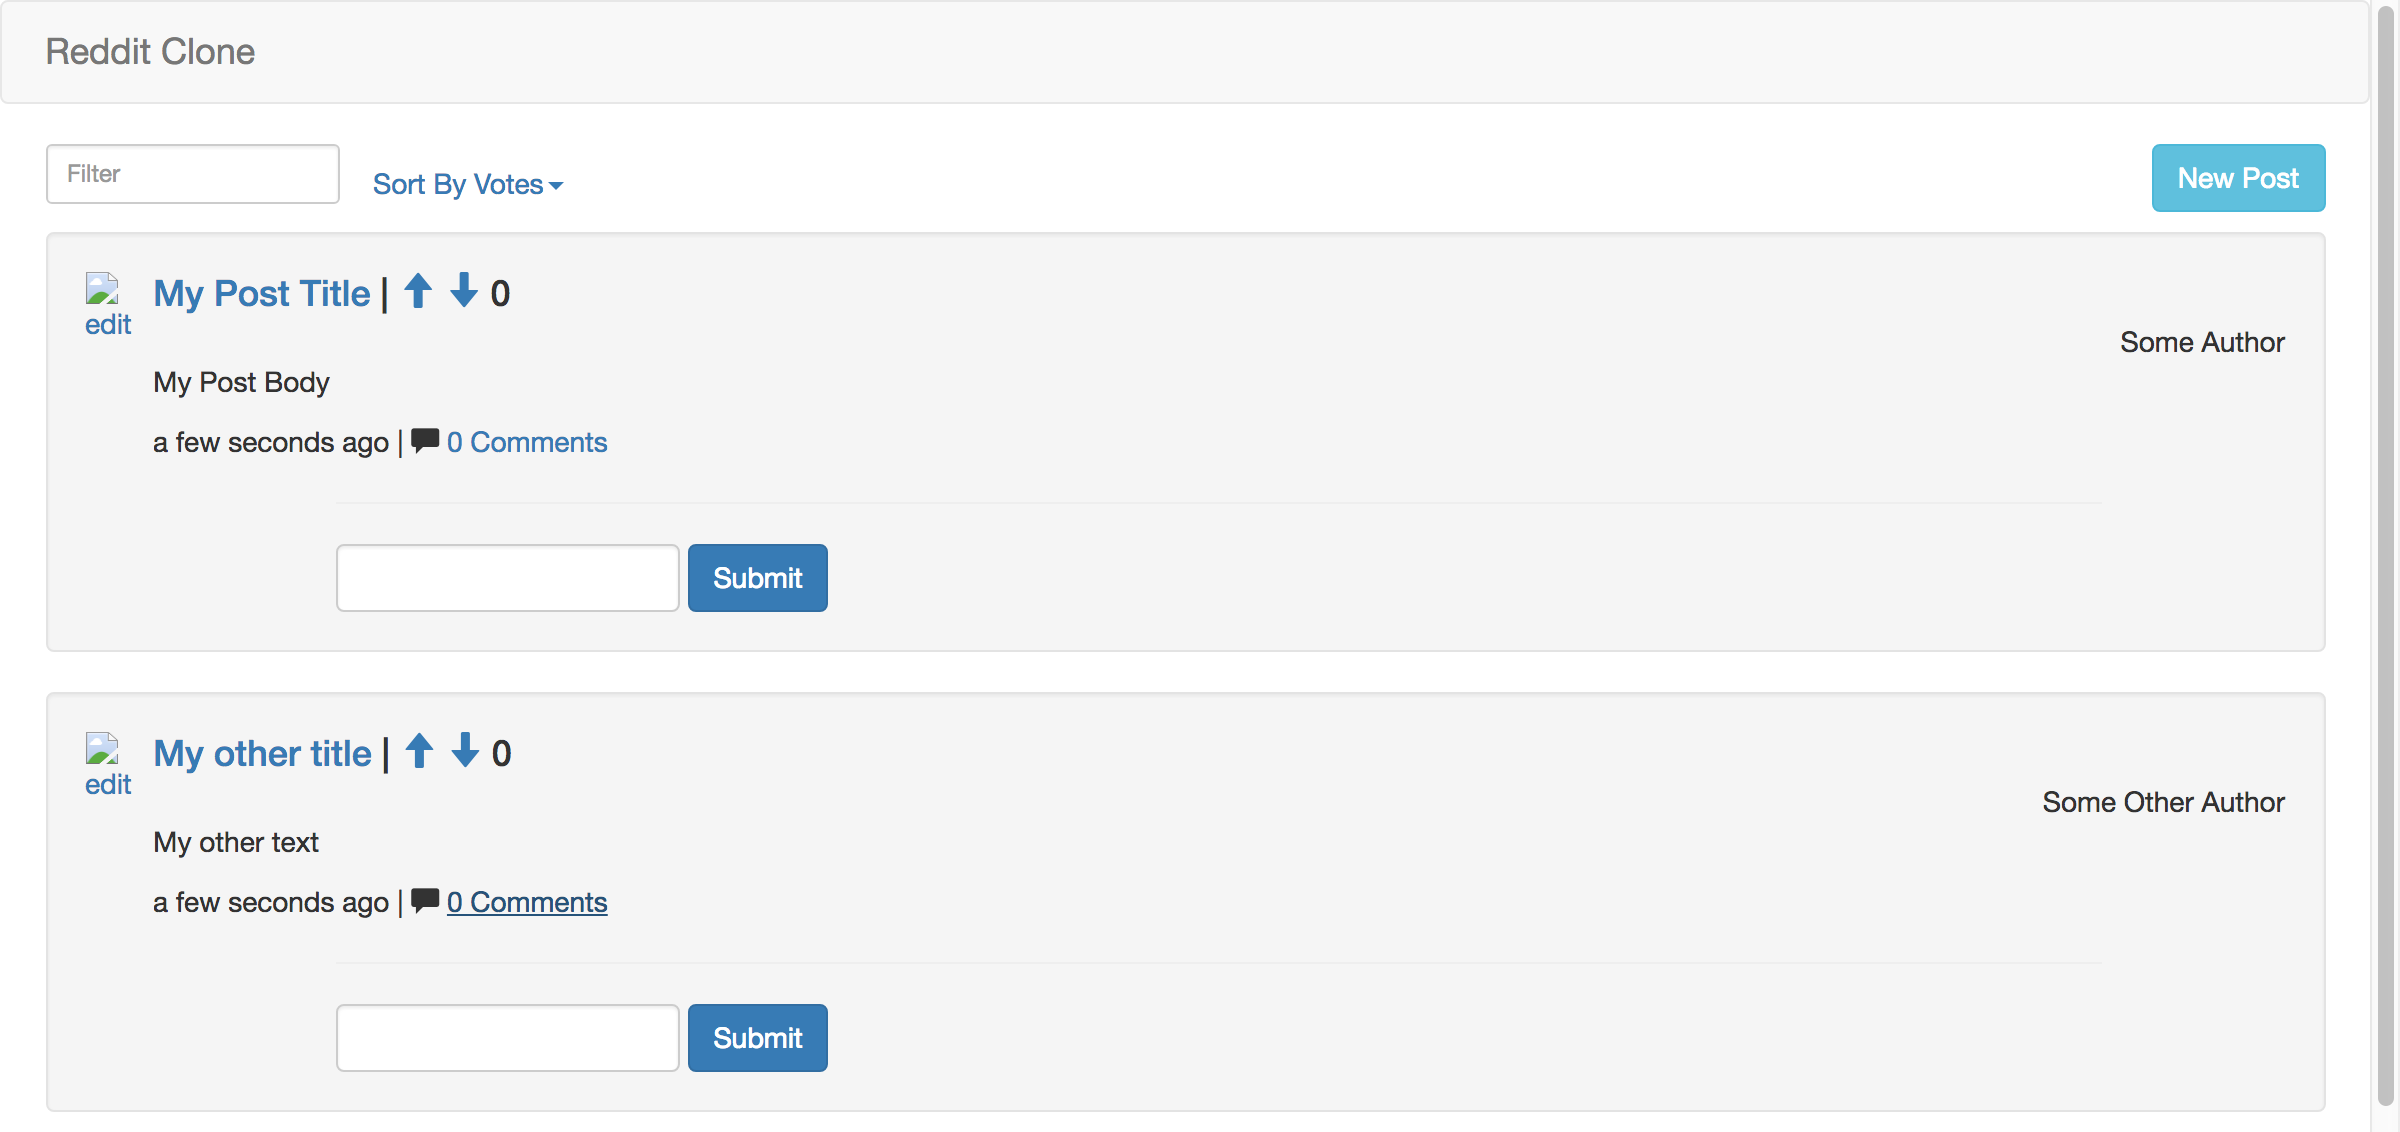 Reddit Clone
Filter
Sort By Votes
New Post
My Post Title | 0
edit
Some Author
My Post Body
a few seconds ago | 0 Comments
Submit
My other title | 0
edit
Some Other Author
My other text
a few seconds ago | 0 Comments
Submit